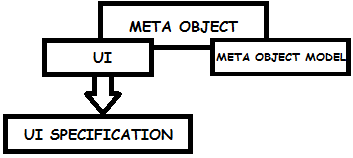 META OBJECT
UI
META OBJECT MODEL
UI SPECIFICATION